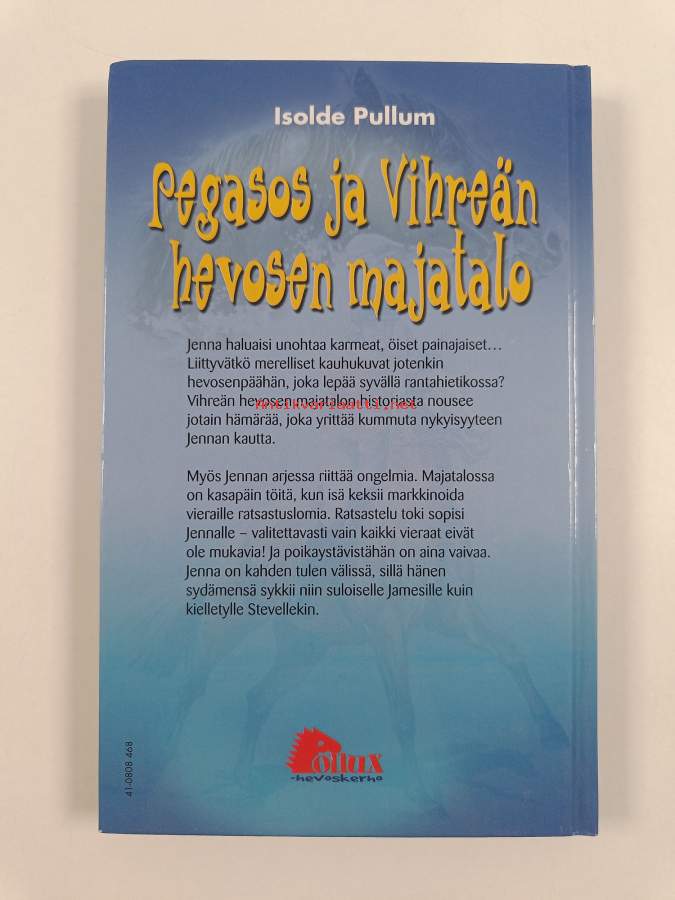 Isolde Pullum
Pegasos ja Vihreän
hevosen majatalo
Jenna haluaisi unohtaa karmeat, öiset painajaiset...
Liittyvätkö merelliset kauhukuvat jotenkin
hevosenpäähän, joka lepää syvällä rantahietikossa?
Vihreän hevosen majatalon historiasta nousee
Antikvariaatti.net
jotain hämärää, joka yrittää kummuta nykyisyyteen
Jennan kautta.
Myös Jennan arjessa riittää ongelmia. Majatalossa
on kasapäin töitä, kun isä keksii markkinoida
vieraille ratsastuslomia. Ratsastelu toki sopisi
Jennalle – valitettavasti vain kaikki vieraat eivät
ole mukavia! Ja poikaystävistähän on aina vaivaa.
Jenna on kahden tulen välissä, sillä hänen
sydämensä sykkii niin suloiselle Jamesille kuin
kielletylle Stevellekin.
Pollux
-hevoskerho
41-0808-468